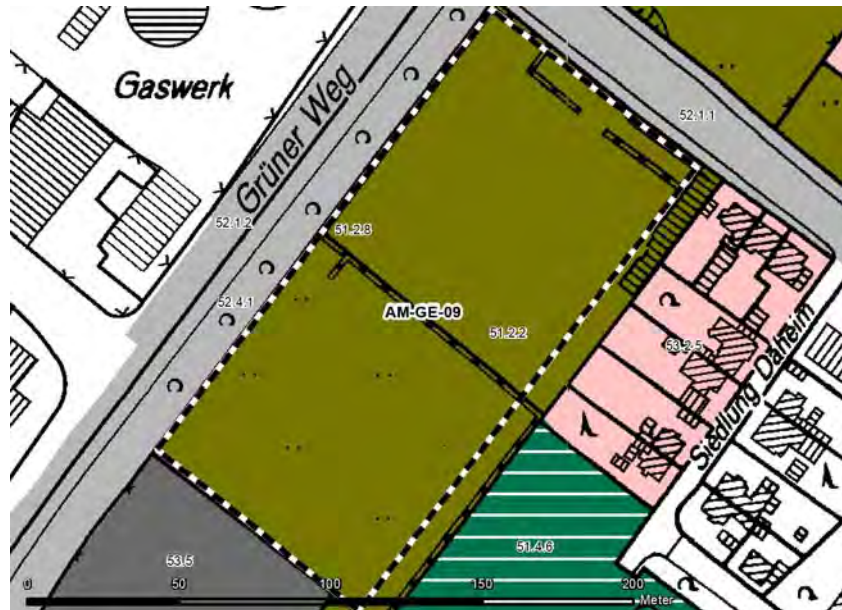 Gaswerk
Grüner Weg
52.1.1
52.1.2
51.2.8
52.4.1
AM-GE-09
51.2.2
53.2.5
Siedlung Daheim
53.5
51.4.6
0 50 100 150 200
Meter